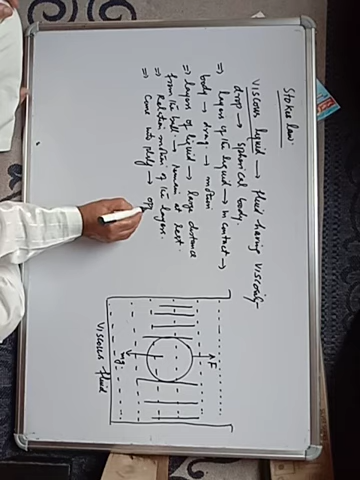 Stokes law:
Viscous liquid → fluid having viscosity
drop → spherical body.
⇒ layers of the liquid → in contact →
body → drag → motion
⇒ layers of liquid → large distance
from the ball → remain at rest.
⇒ Relative motion of the layers.
⇒ Come into play → opp
F
mg.
Viscous fluid